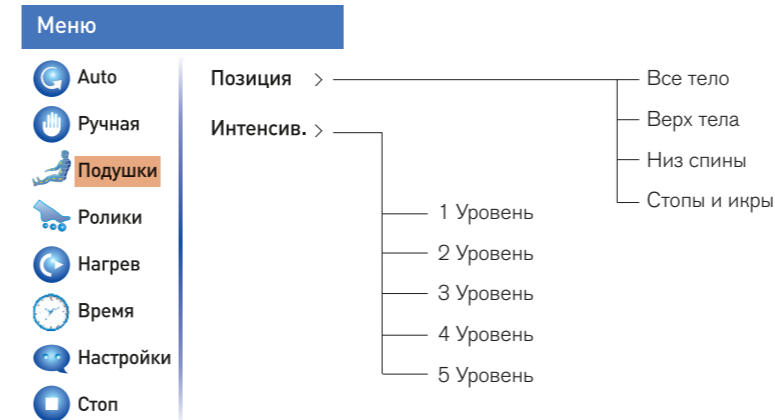 Меню
Auto
Ручная
Подушки
Ролики
Нагрев
Время
Настройки
Стоп
Позиция >
Интенсив. >
Все тело
Верх тела
Низ спины
Стопы и икры
1 Уровень
2 Уровень
3 Уровень
4 Уровень
5 Уровень